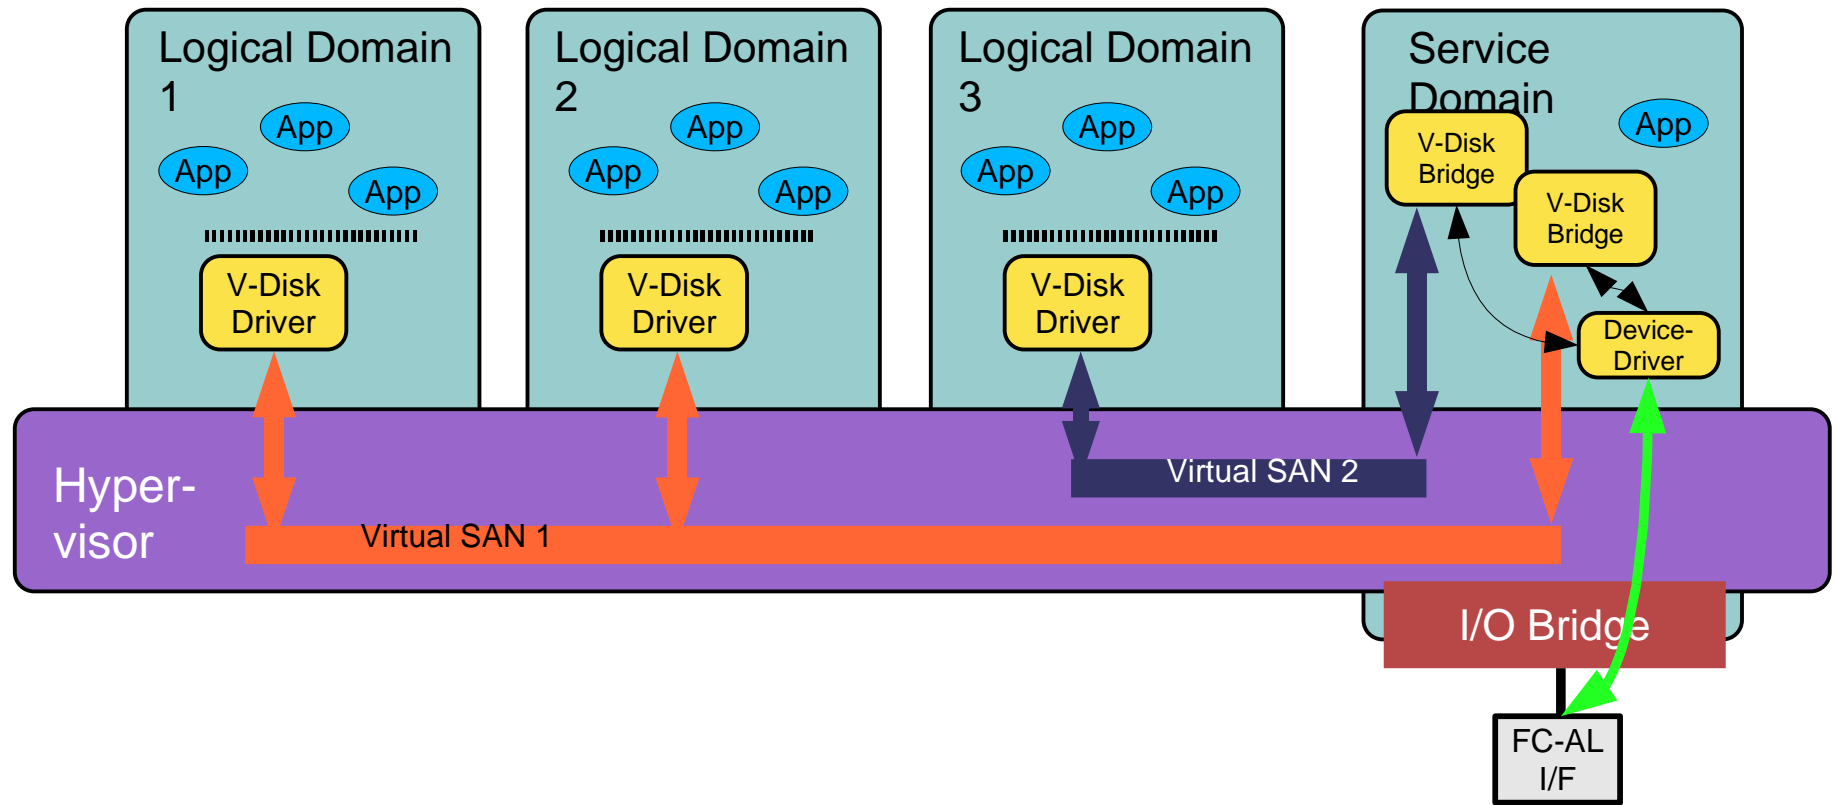 Logical Domain
1
App
App
App
V-Disk
Driver
Logical Domain
2
App
App
App
V-Disk
Driver
Logical Domain
3
App
App
App
V-Disk
Driver
Service
Domain
App
V-Disk
Bridge
V-Disk
Bridge
Device-
Driver
Hyper-
visor
Virtual SAN 2
Virtual SAN 1
I/O Bridge
FC-AL
I/F